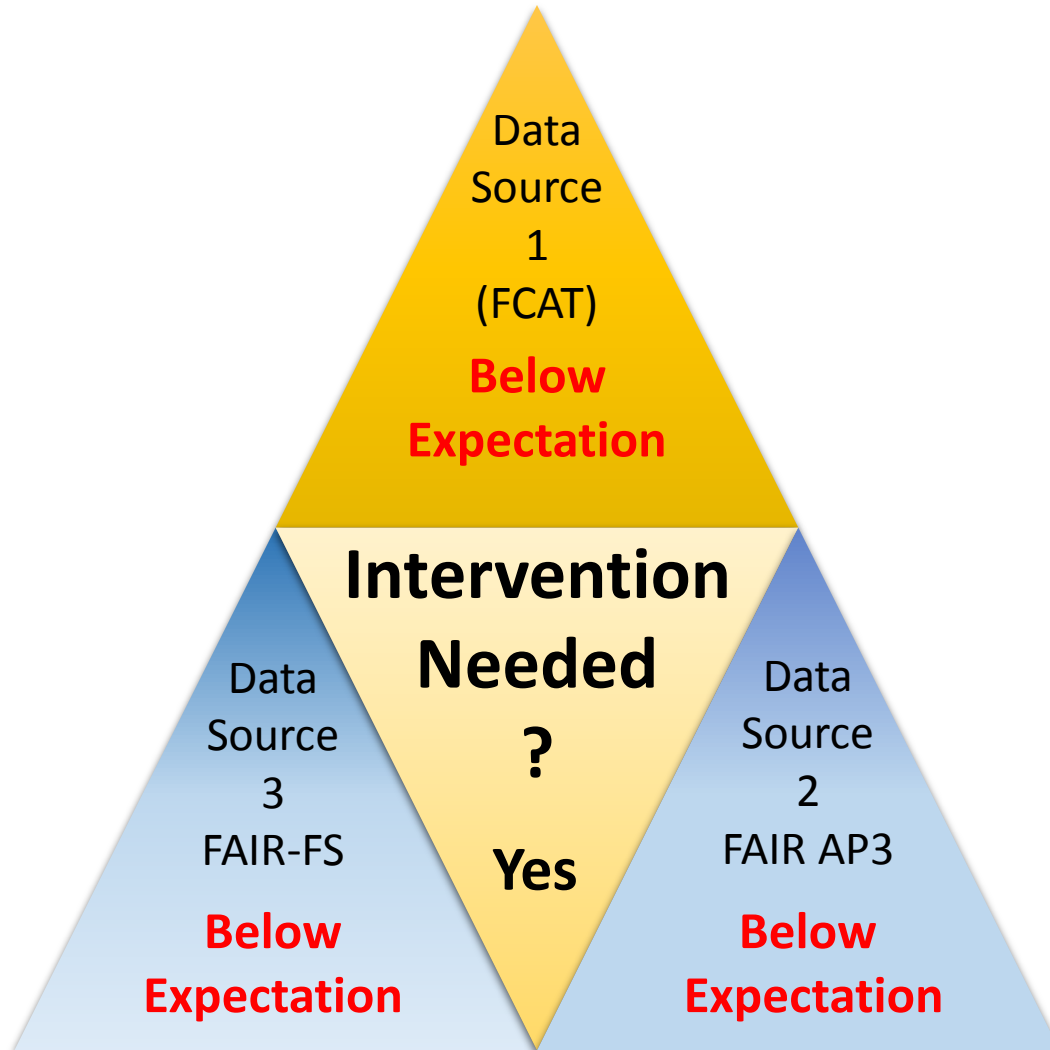 Data
Source
1
(FCAT)
Below
Expectation
Intervention
Needed
?
Yes
Data
Source
3
FAIR-FS
Below
Expectation
Data
Source
2
FAIR AP3
Below
Expectation